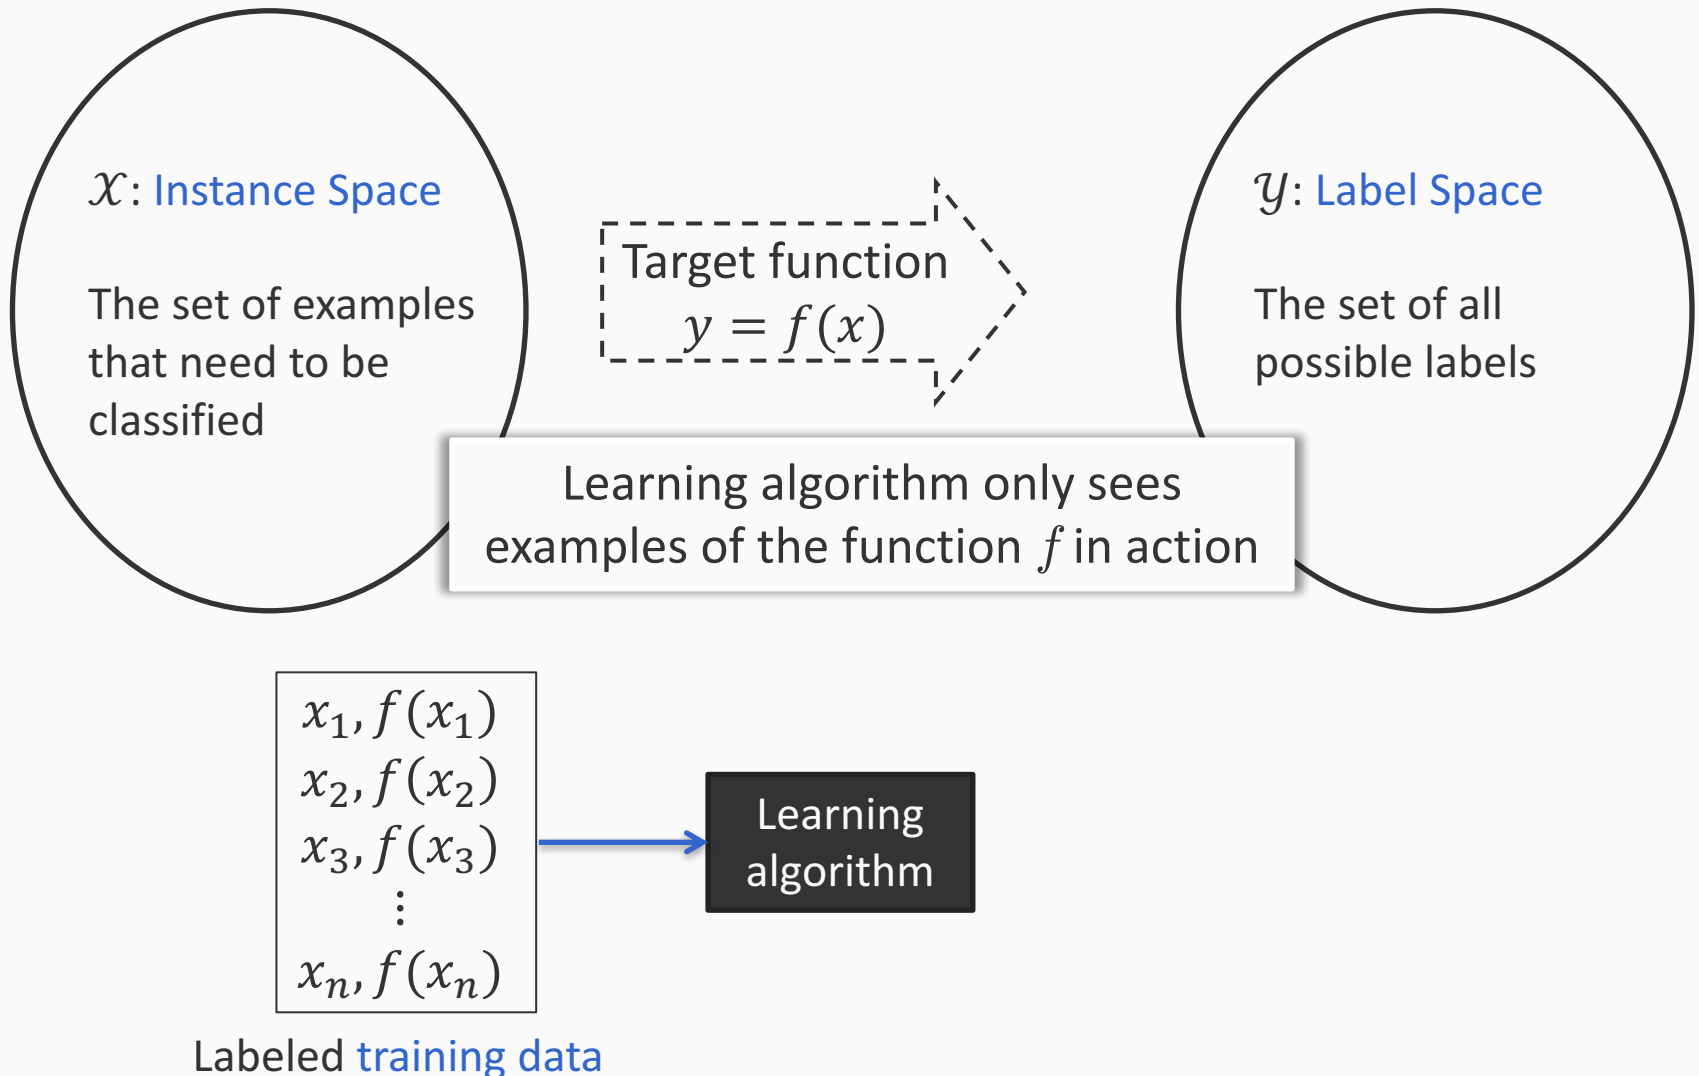 𝒳: Instance Space
The set of examples
that need to be
classified
Target function
y = f(x)
𝒴: Label Space
The set of all
possible labels
Learning algorithm only sees
examples of the function f in action
x₁, f(x₁)
x₂, f(x₂)
x₃, f(x₃)
⋮
xₙ, f(xₙ)
Learning
algorithm
Labeled training data